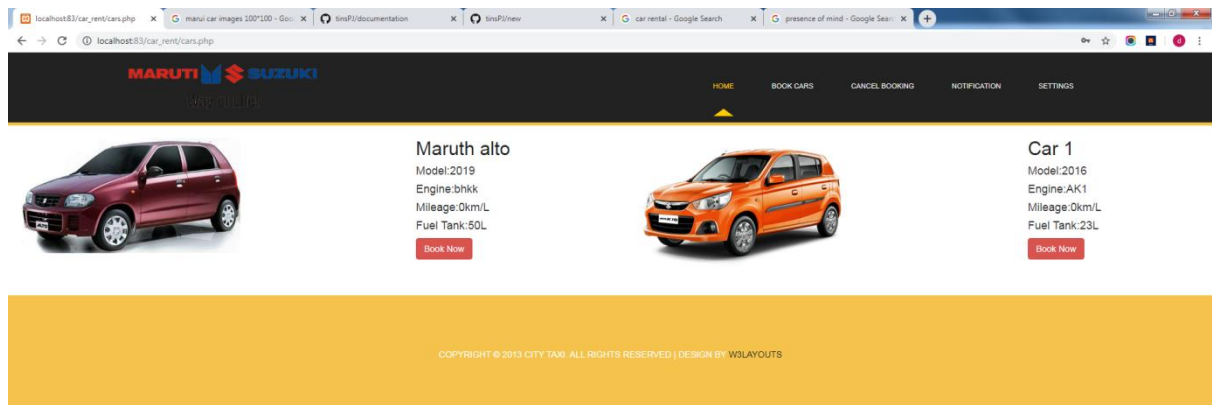 localhost:83/car_rent/cars.php
marui car images 100*100 - Goo
tinsPJ/documentation
tinsPJ/new
car rental - Google Search
presence of mind - Google Sear
localhost:83/car_rent/cars.php
MARUTI SUZUKI
HOME BOOK CARS CANCEL BOOKING NOTIFICATION SETTINGS
Maruth alto
Model:2019
Engine:bhkk
Mileage:0km/L
Fuel Tank:50L
Book Now
Car 1
Model:2016
Engine:AK1
Mileage:0km/L
Fuel Tank:23L
Book Now
COPYRIGHT © 2013 CITY TAXI. ALL RIGHTS RESERVED | DESIGN BY W3LAYOUTS